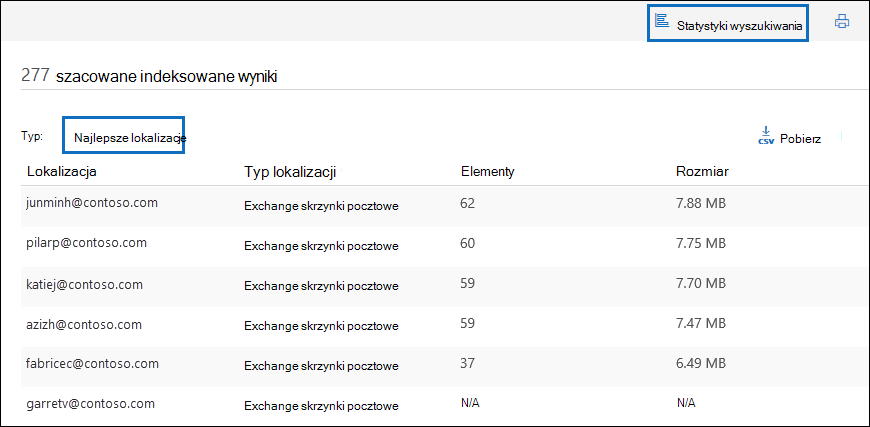 Statystyki wyszukiwania
277 szacowane indeksowane wyniki
Typ: Najlepsze lokalizacje CSV Pobierz
Lokalizacja Typ lokalizacji Elementy Rozmiar
junminh@contoso.com Exchange skrzynki pocztowe 62 7.88 MB
pilarp@contoso.com Exchange skrzynki pocztowe 60 7.75 MB
katiej@contoso.com Exchange skrzynki pocztowe 59 7.70 MB
azizh@contoso.com Exchange skrzynki pocztowe 59 7.47 MB
fabricec@contoso.com Exchange skrzynki pocztowe 37 6.49 MB
garretv@contoso.com Exchange skrzynki pocztowe N/A N/A